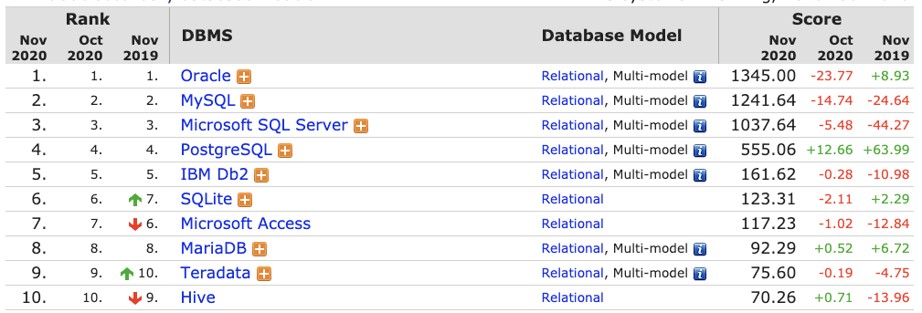 Rank Score
Nov 2020 Oct 2020 Nov 2019 DBMS Database Model Nov 2020 Oct 2020 Nov 2019
1. 1. 1. Oracle Relational, Multi-model 1345.00 -23.77 +8.93
2. 2. 2. MySQL Relational, Multi-model 1241.64 -14.74 -24.64
3. 3. 3. Microsoft SQL Server Relational, Multi-model 1037.64 -5.48 -44.27
4. 4. 4. PostgreSQL Relational, Multi-model 555.06 +12.66 +63.99
5. 5. 5. IBM Db2 Relational, Multi-model 161.62 -0.28 -10.98
6. 6. 7. SQLite Relational 123.31 -2.11 +2.29
7. 7. 6. Microsoft Access Relational 117.23 -1.02 -12.84
8. 8. 8. MariaDB Relational, Multi-model 92.29 +0.52 +6.72
9. 9. 10. Teradata Relational, Multi-model 75.60 -0.19 -4.75
10. 10. 9. Hive Relational 70.26 +0.71 -13.96